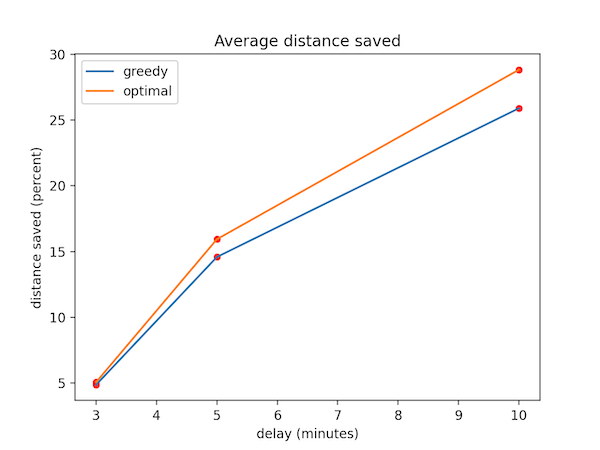 Average distance saved
greedy
optimal
distance saved (percent)
30
25
20
15
10
5
3 4 5 6 7 8 9 10
delay (minutes)